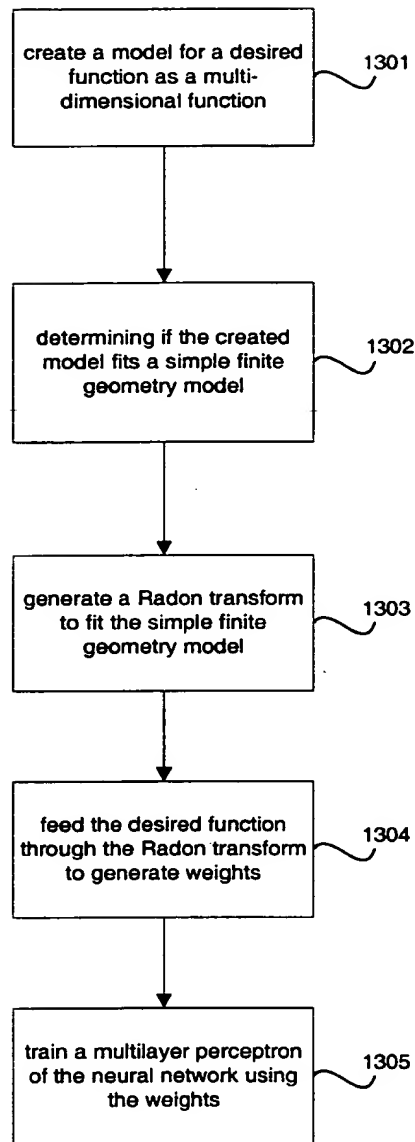 create a model for a desired
function as a multi-
dimensional function
1301
determining if the created
model fits a simple finite
geometry model
1302
generate a Radon transform
to fit the simple finite
geometry model
1303
feed the desired function
through the Radon transform
to generate weights
1304
train a multilayer perceptron
of the neural network using
the weights
1305